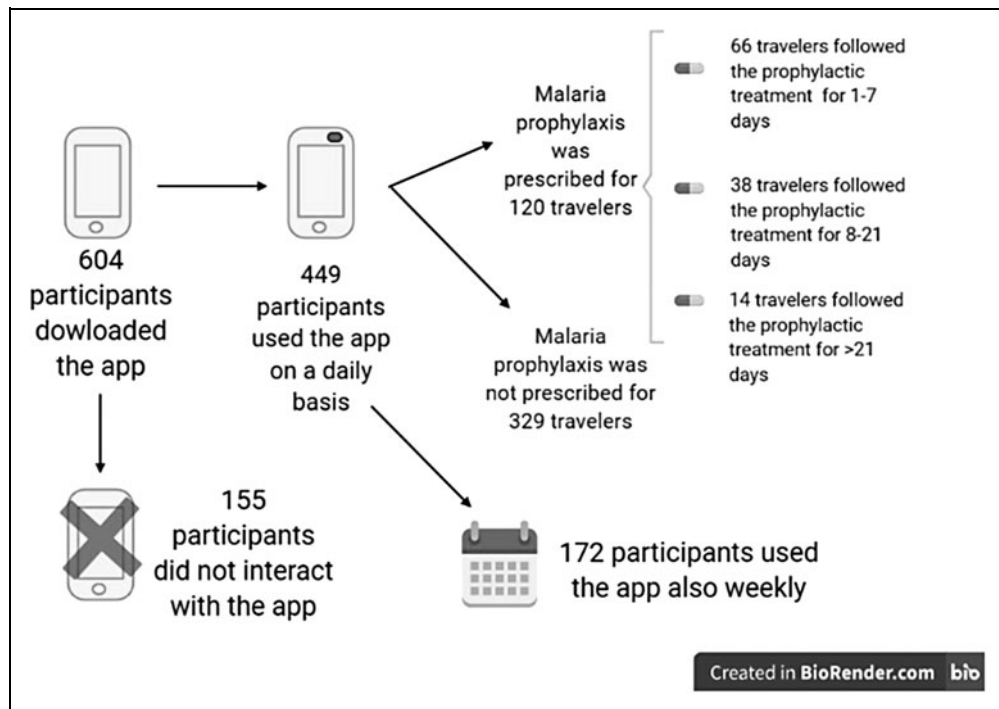 604
participants
dowloaded
the app
155
participants
did not interact
with the app
449
participants
used the app
on a daily
basis
172 participants used
the app also weekly
Malaria
prophylaxis
was
prescribed for
120 travelers
66 travelers followed
the prophylactic
treatment for 1-7
days
38 travelers followed
the prophylactic
treatment for 8-21
days
14 travelers followed
the prophylactic
treatment for >21
days
Malaria
prophylaxis was
not prescribed for
329 travelers
Created in BioRender.com bio